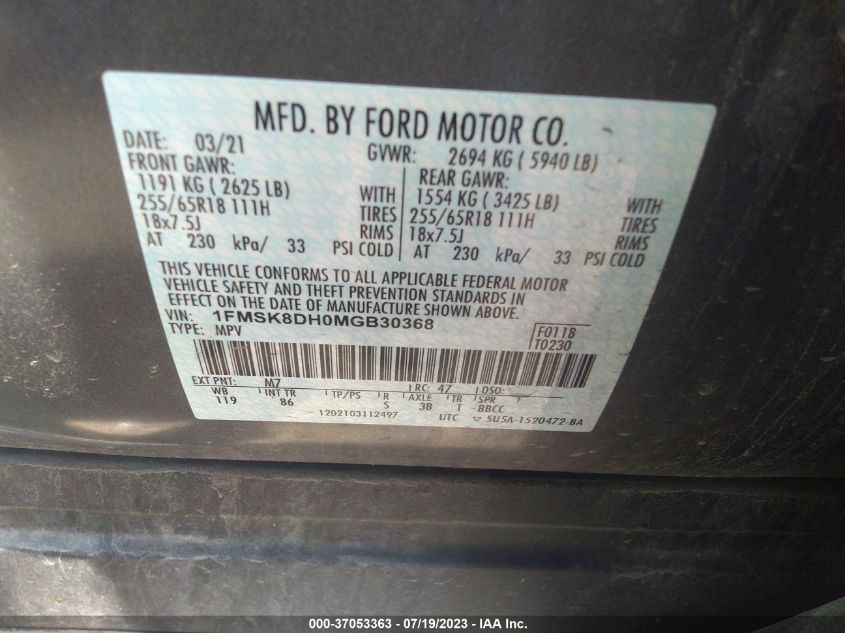 MFD. BY FORD MOTOR CO.
DATE: 03/21 GVWR: 2694 KG ( 5940 LB)
FRONT GAWR: REAR GAWR:
1191 KG ( 2625 LB) WITH 1554 KG ( 3425 LB) WITH
255/65R18 111H TIRES 255/65R18 111H TIRES
18x7.5J RIMS 18x7.5J RIMS
AT 230 kPa/ 33 PSI COLD AT 230 kPa/ 33 PSI COLD
THIS VEHICLE CONFORMS TO ALL APPLICABLE FEDERAL MOTOR
VEHICLE SAFETY AND THEFT PREVENTION STANDARDS IN
EFFECT ON THE DATE OF MANUFACTURE SHOWN ABOVE.
VIN: 1FMSK8DH0MGB30368
TYPE: MPV F0118
T0230
EXT PNT: M7 RC: 47 DSO:
WB INT TR TP/PS R AXLE TR SPR
119 86 S 3B T -BBCC
1202103112497 UTC ▽ 5U5A-1520472-BA
000-37053363 - 07/19/2023 - IAA Inc.